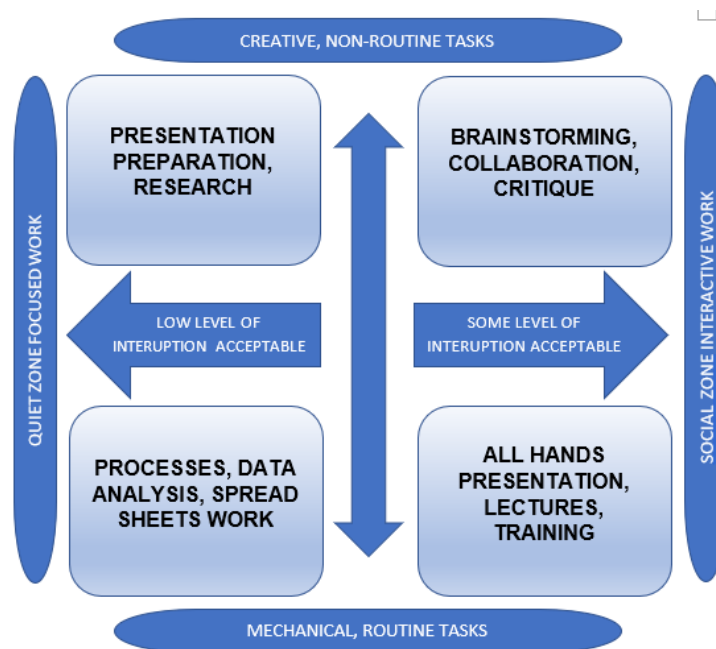 CREATIVE, NON-ROUTINE TASKS
QUIET ZONE FOCUSED WORK
PRESENTATION
PREPARATION,
RESEARCH
BRAINSTORMING,
COLLABORATION,
CRITIQUE
SOCIAL ZONE INTERACTIVE WORK
LOW LEVEL OF
INTERUPTION ACCEPTABLE
SOME LEVEL OF
INTERUPTION ACCEPTABLE
PROCESSES, DATA
ANALYSIS, SPREAD
SHEETS WORK
ALL HANDS
PRESENTATION,
LECTURES,
TRAINING
MECHANICAL, ROUTINE TASKS